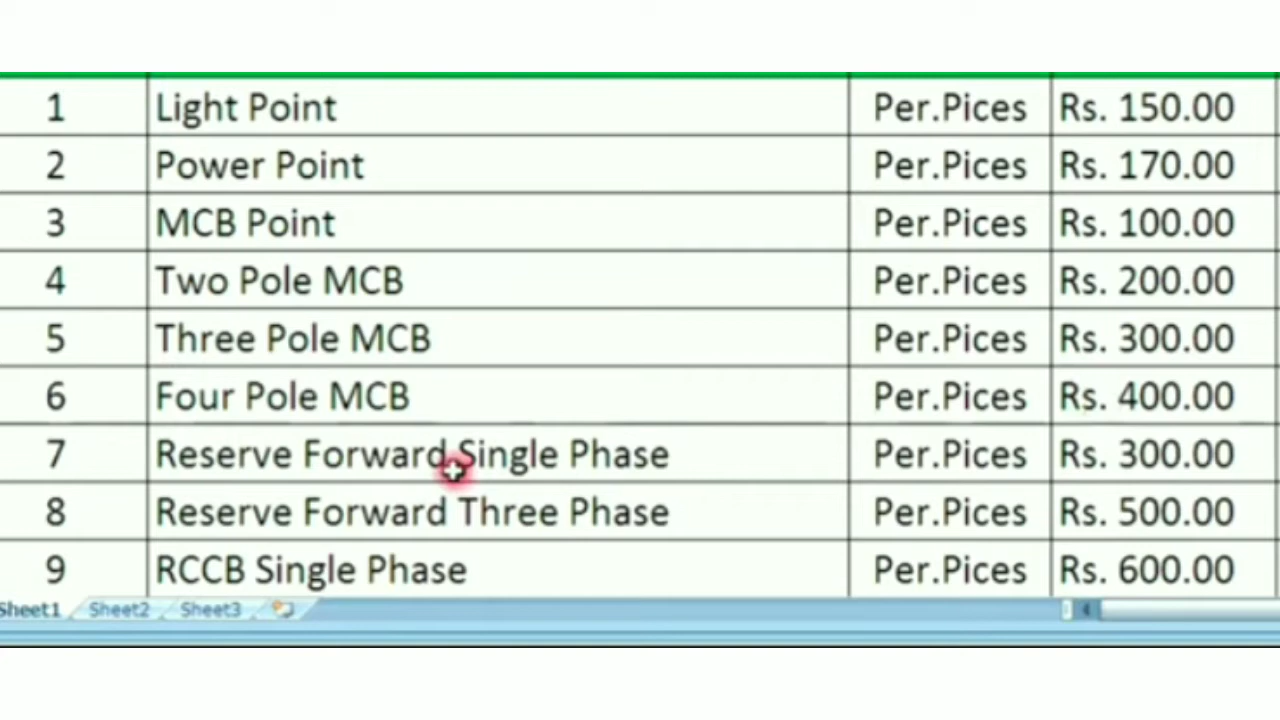 1 Light Point Per.Pices Rs. 150.00
2 Power Point Per.Pices Rs. 170.00
3 MCB Point Per.Pices Rs. 100.00
4 Two Pole MCB Per.Pices Rs. 200.00
5 Three Pole MCB Per.Pices Rs. 300.00
6 Four Pole MCB Per.Pices Rs. 400.00
7 Reserve Forward Single Phase Per.Pices Rs. 300.00
8 Reserve Forward Three Phase Per.Pices Rs. 500.00
9 RCCB Single Phase Per.Pices Rs. 600.00
Sheet1 Sheet2 Sheet3